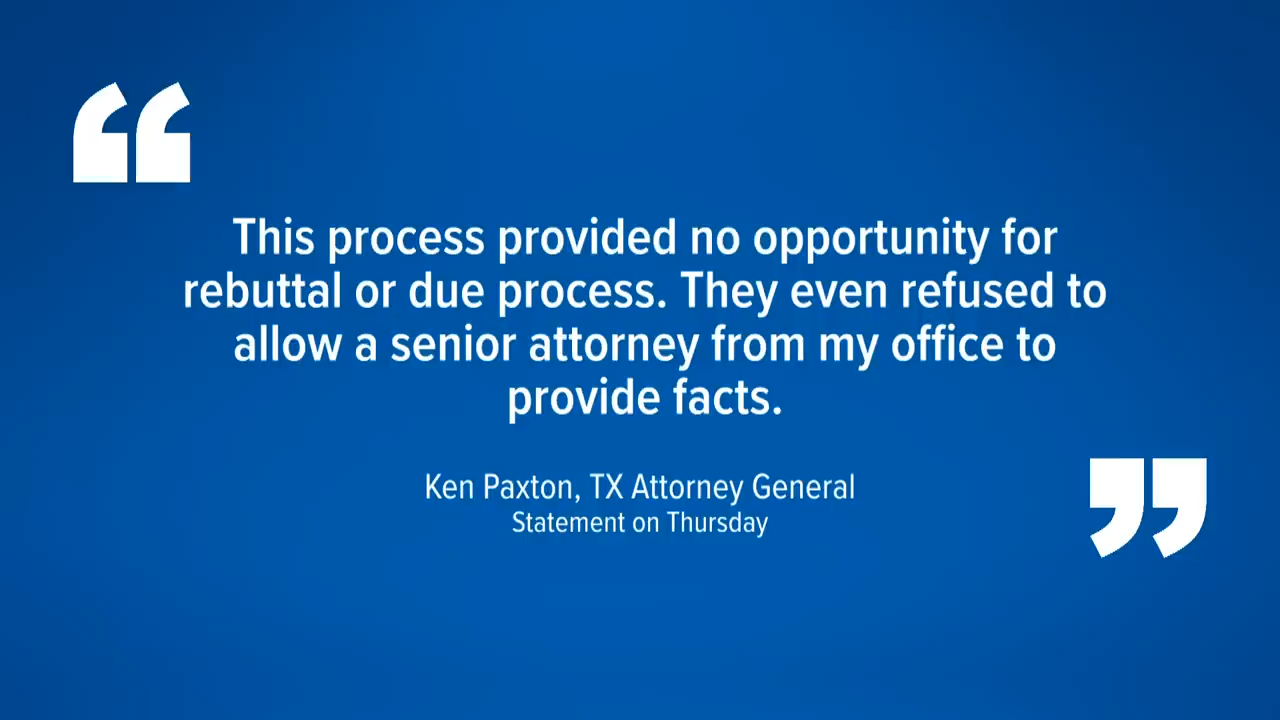 “
This process provided no opportunity for
rebuttal or due process. They even refused to
allow a senior attorney from my office to
provide facts.
Ken Paxton, TX Attorney General
Statement on Thursday
”